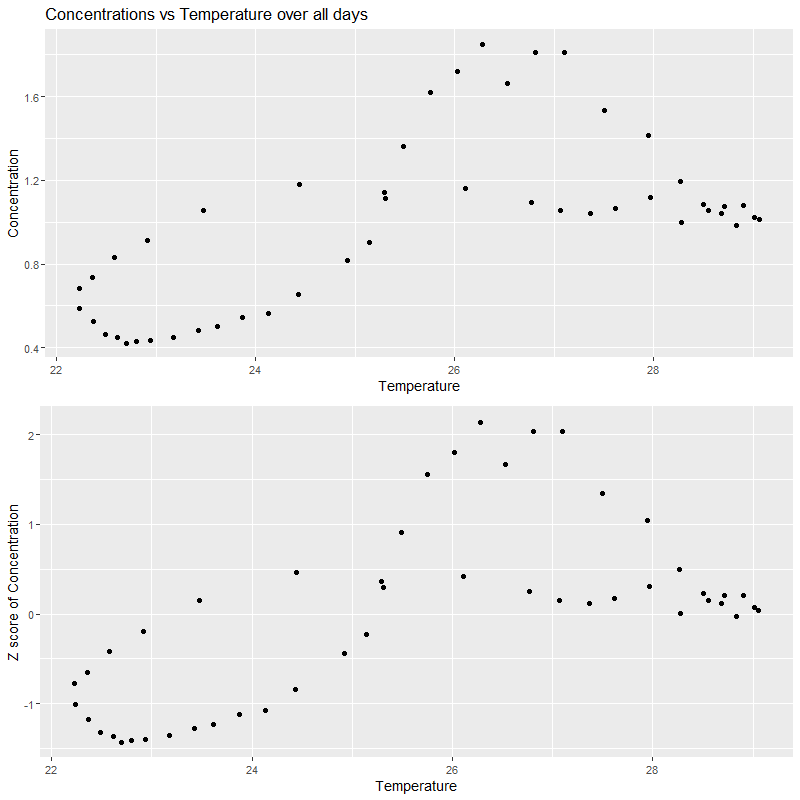 Concentrations vs Temperature over all days
Concentration
1.6
1.2
0.8
0.4
22 24 26 28
Temperature
Z score of Concentration
2
1
0
-1
22 24 26 28
Temperature